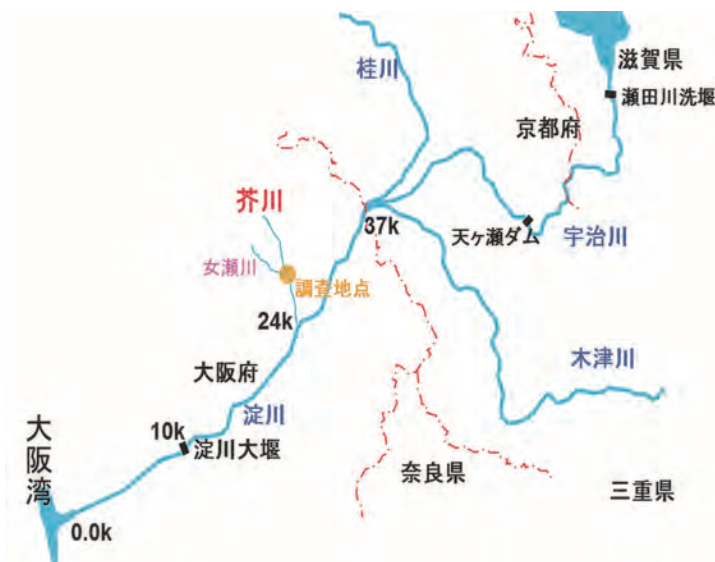 桂川
滋賀県
瀬田川洗堰
京都府
芥川
37k
天ヶ瀬ダム
宇治川
女瀬川
調査地点
24k
大阪府
木津川
淀川
10k
淀川大堰
大阪湾
奈良県
三重県
0.0k